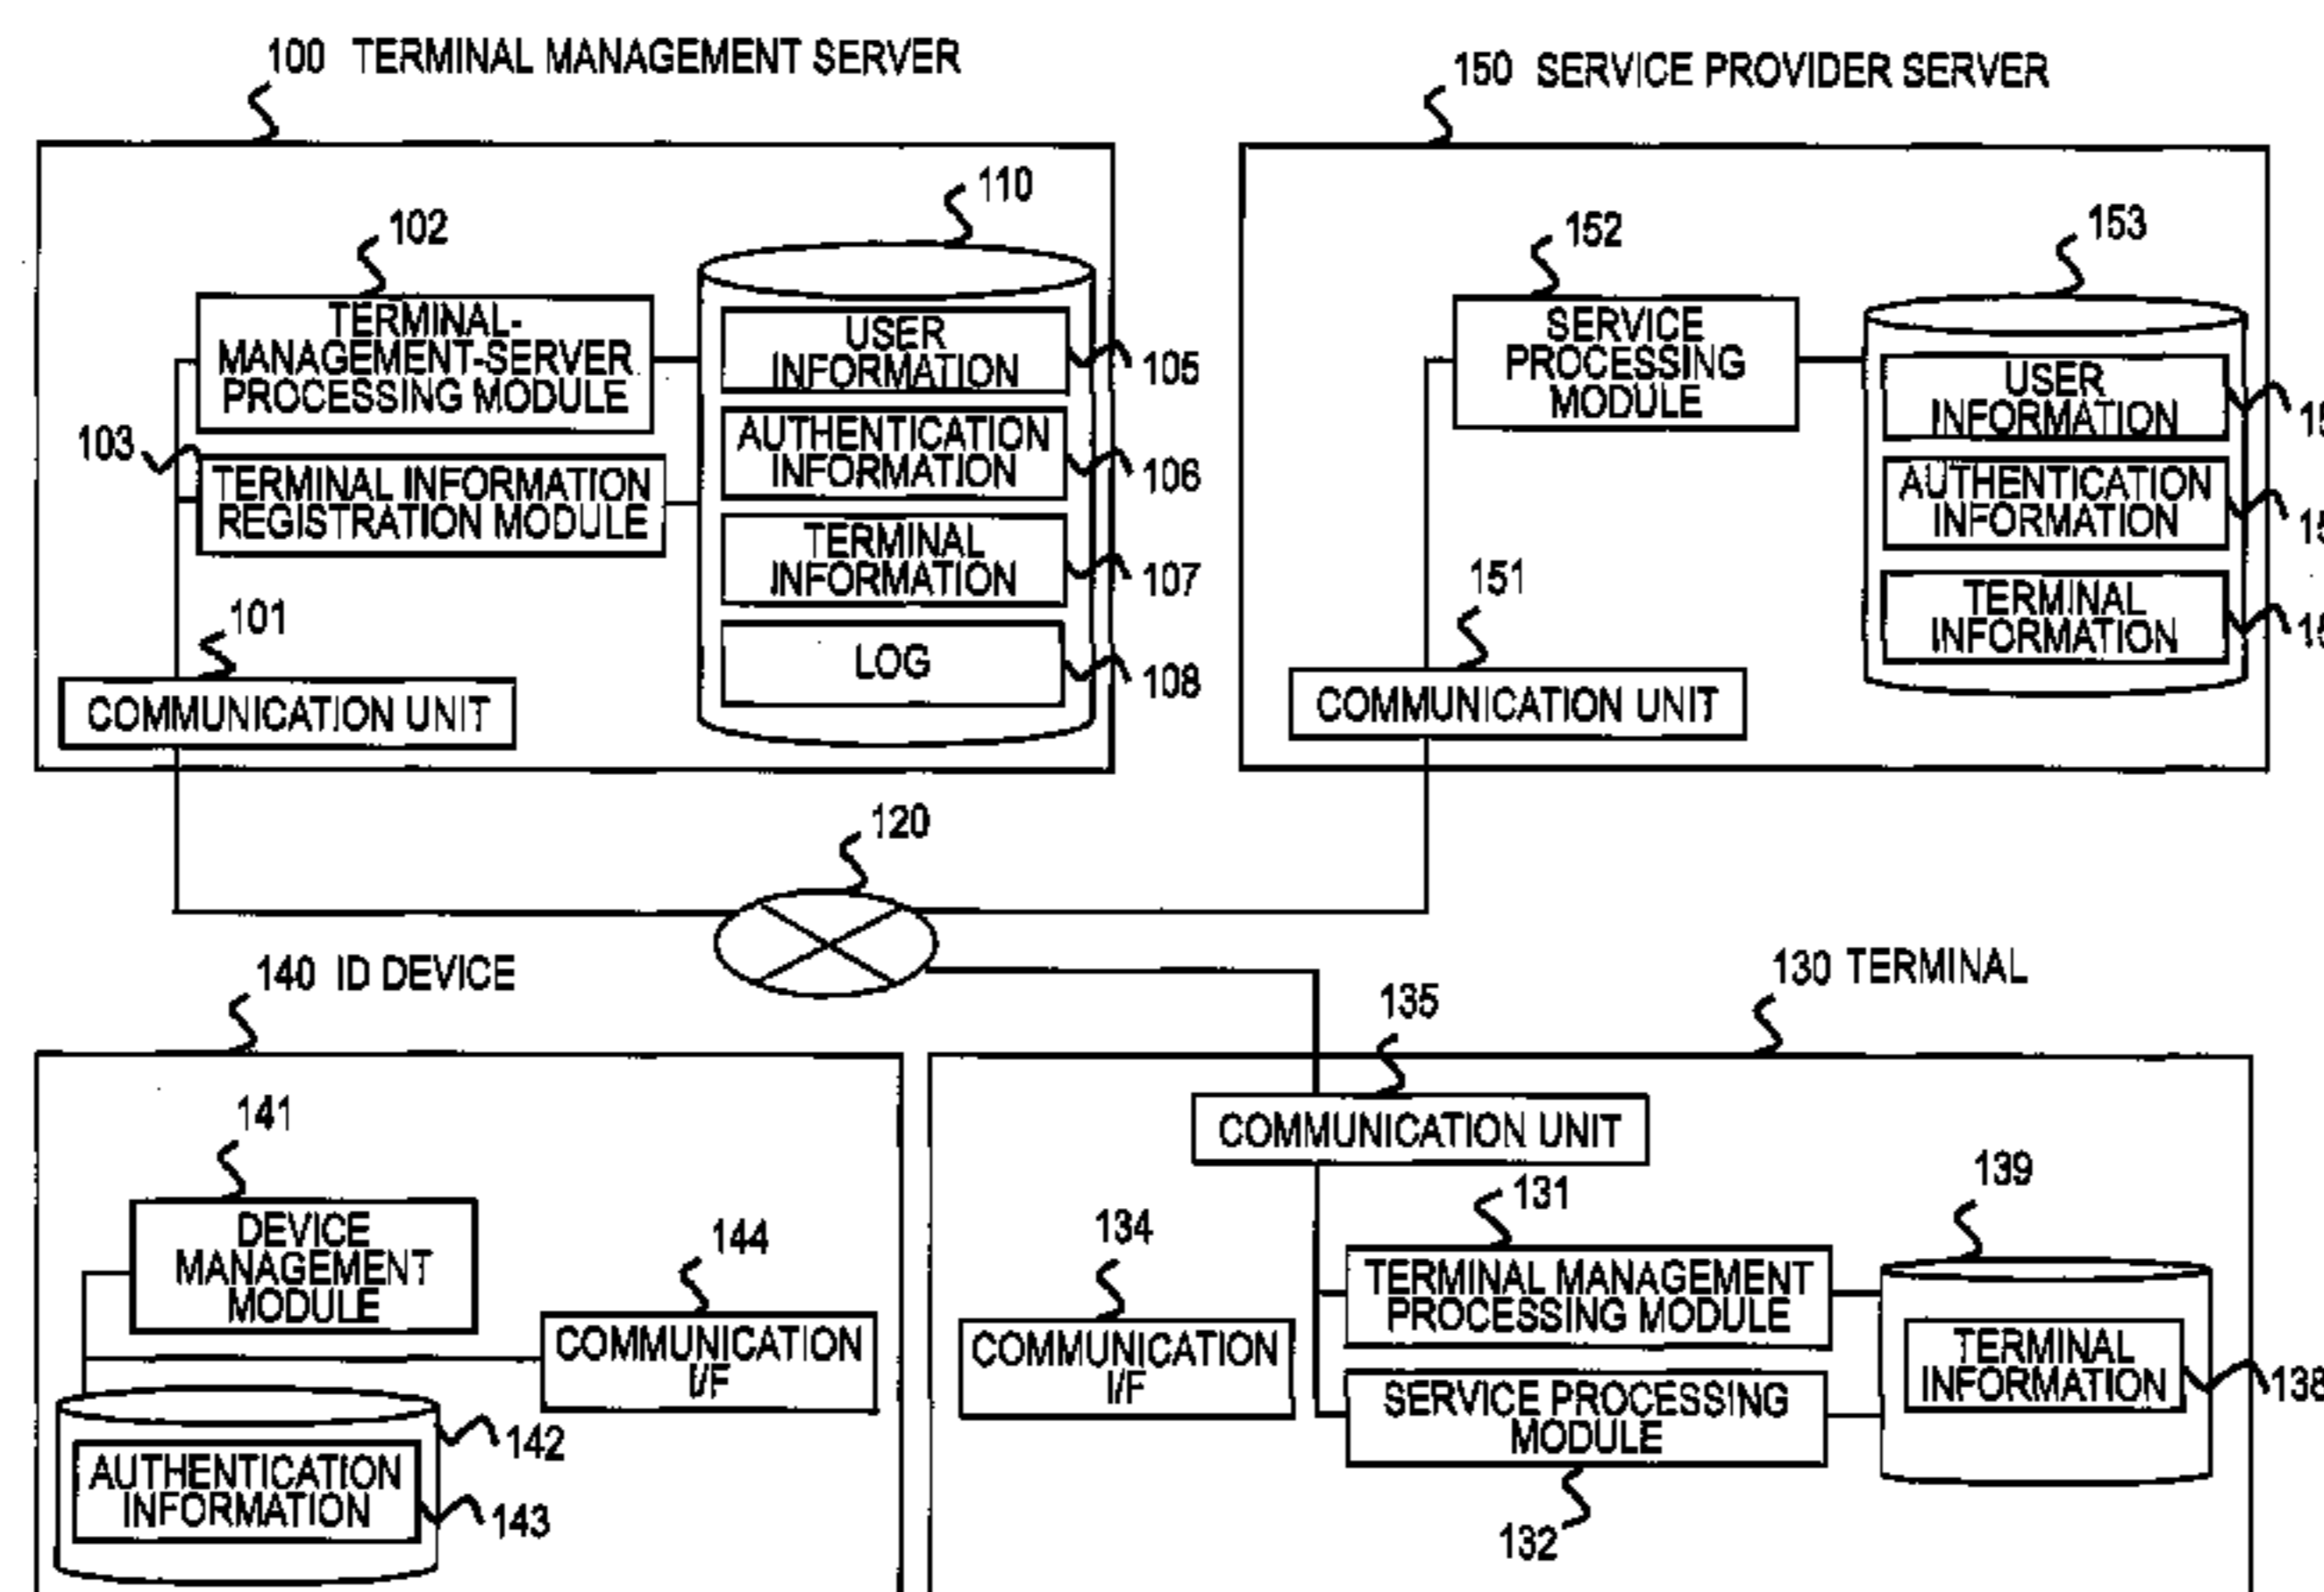 100 TERMINAL MANAGEMENT SERVER
110
102
TERMINAL-
MANAGEMENT-SERVER
PROCESSING MODULE
103
TERMINAL INFORMATION
REGISTRATION MODULE
USER
INFORMATION
105
AUTHENTICATION
INFORMATION
106
TERMINAL
INFORMATION
107
LOG
108
101
COMMUNICATION UNIT
150 SERVICE PROVIDER SERVER
152
SERVICE
PROCESSING
MODULE
153
USER
INFORMATION
AUTHENTICATION
INFORMATION
TERMINAL
INFORMATION
151
COMMUNICATION UNIT
120
140 ID DEVICE
141
DEVICE
MANAGEMENT
MODULE
144
COMMUNICATION
I/F
142
AUTHENTICATION
INFORMATION
143
130 TERMINAL
135
COMMUNICATION UNIT
134
COMMUNICATION
I/F
131
TERMINAL MANAGEMENT
PROCESSING MODULE
SERVICE PROCESSING
MODULE
132
139
TERMINAL
INFORMATION
138